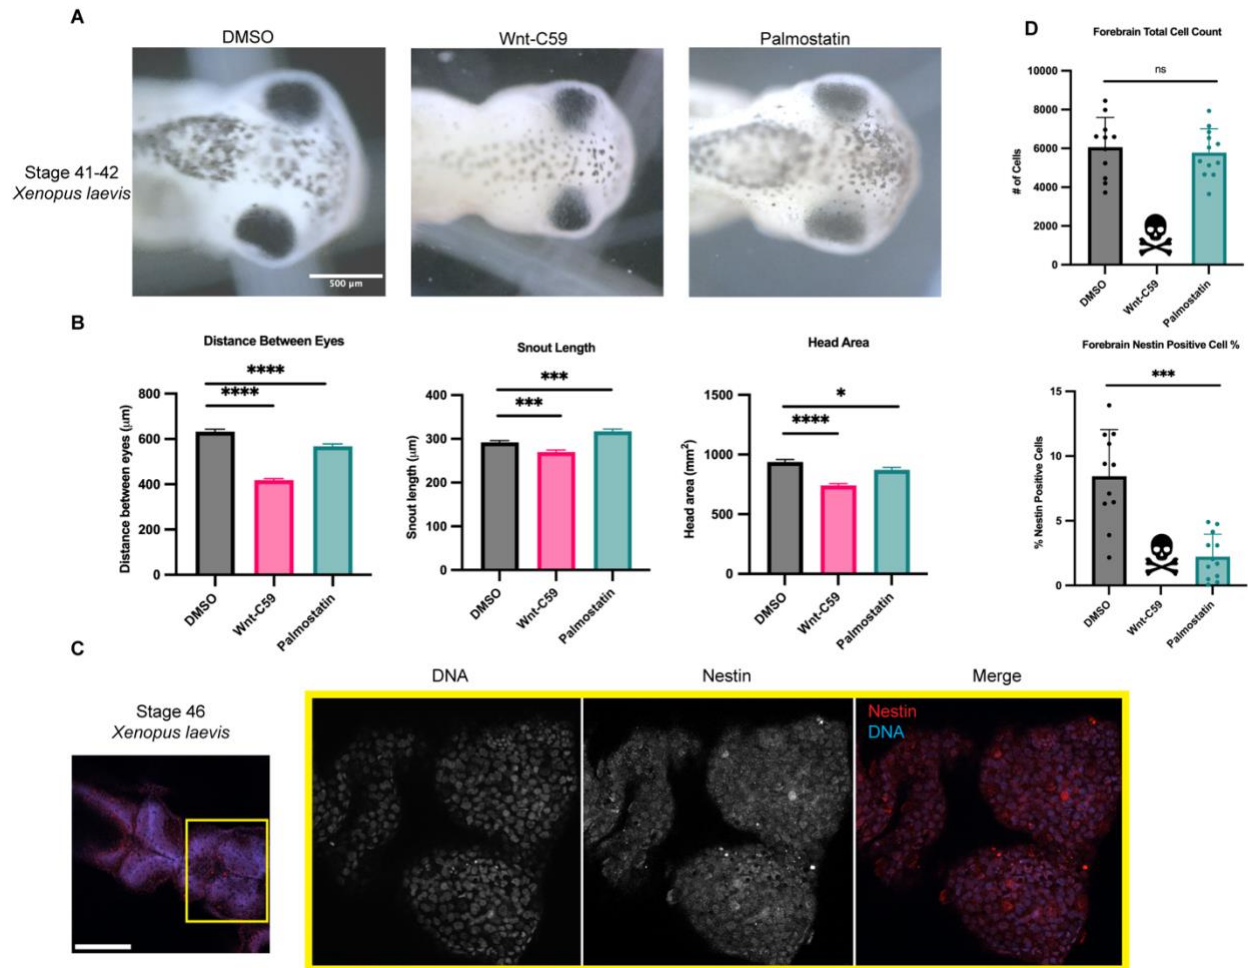 A
DMSO
Wnt-C59
Palmostatin
Stage 41-42
Xenopus laevis
500 μm
B
Distance Between Eyes
****
****
Distance between eyes (μm)
800
600
400
200
0
DMSO
Wnt-C59
Palmostatin
Snout Length
***
***
Snout length (μm)
400
300
200
100
0
DMSO
Wnt-C59
Palmostatin
Head Area
*
****
Head area (mm²)
1500
1000
500
0
DMSO
Wnt-C59
Palmostatin
C
Stage 46
Xenopus laevis
DNA
Nestin
Merge
Nestin
DNA
D
Forebrain Total Cell Count
ns
# of Cells
10000
8000
6000
4000
2000
0
DMSO
Wnt-C59
Palmostatin
Forebrain Nestin Positive Cell %
***
% Nestin Positive Cells
15
10
5
0
DMSO
Wnt-C59
Palmostatin